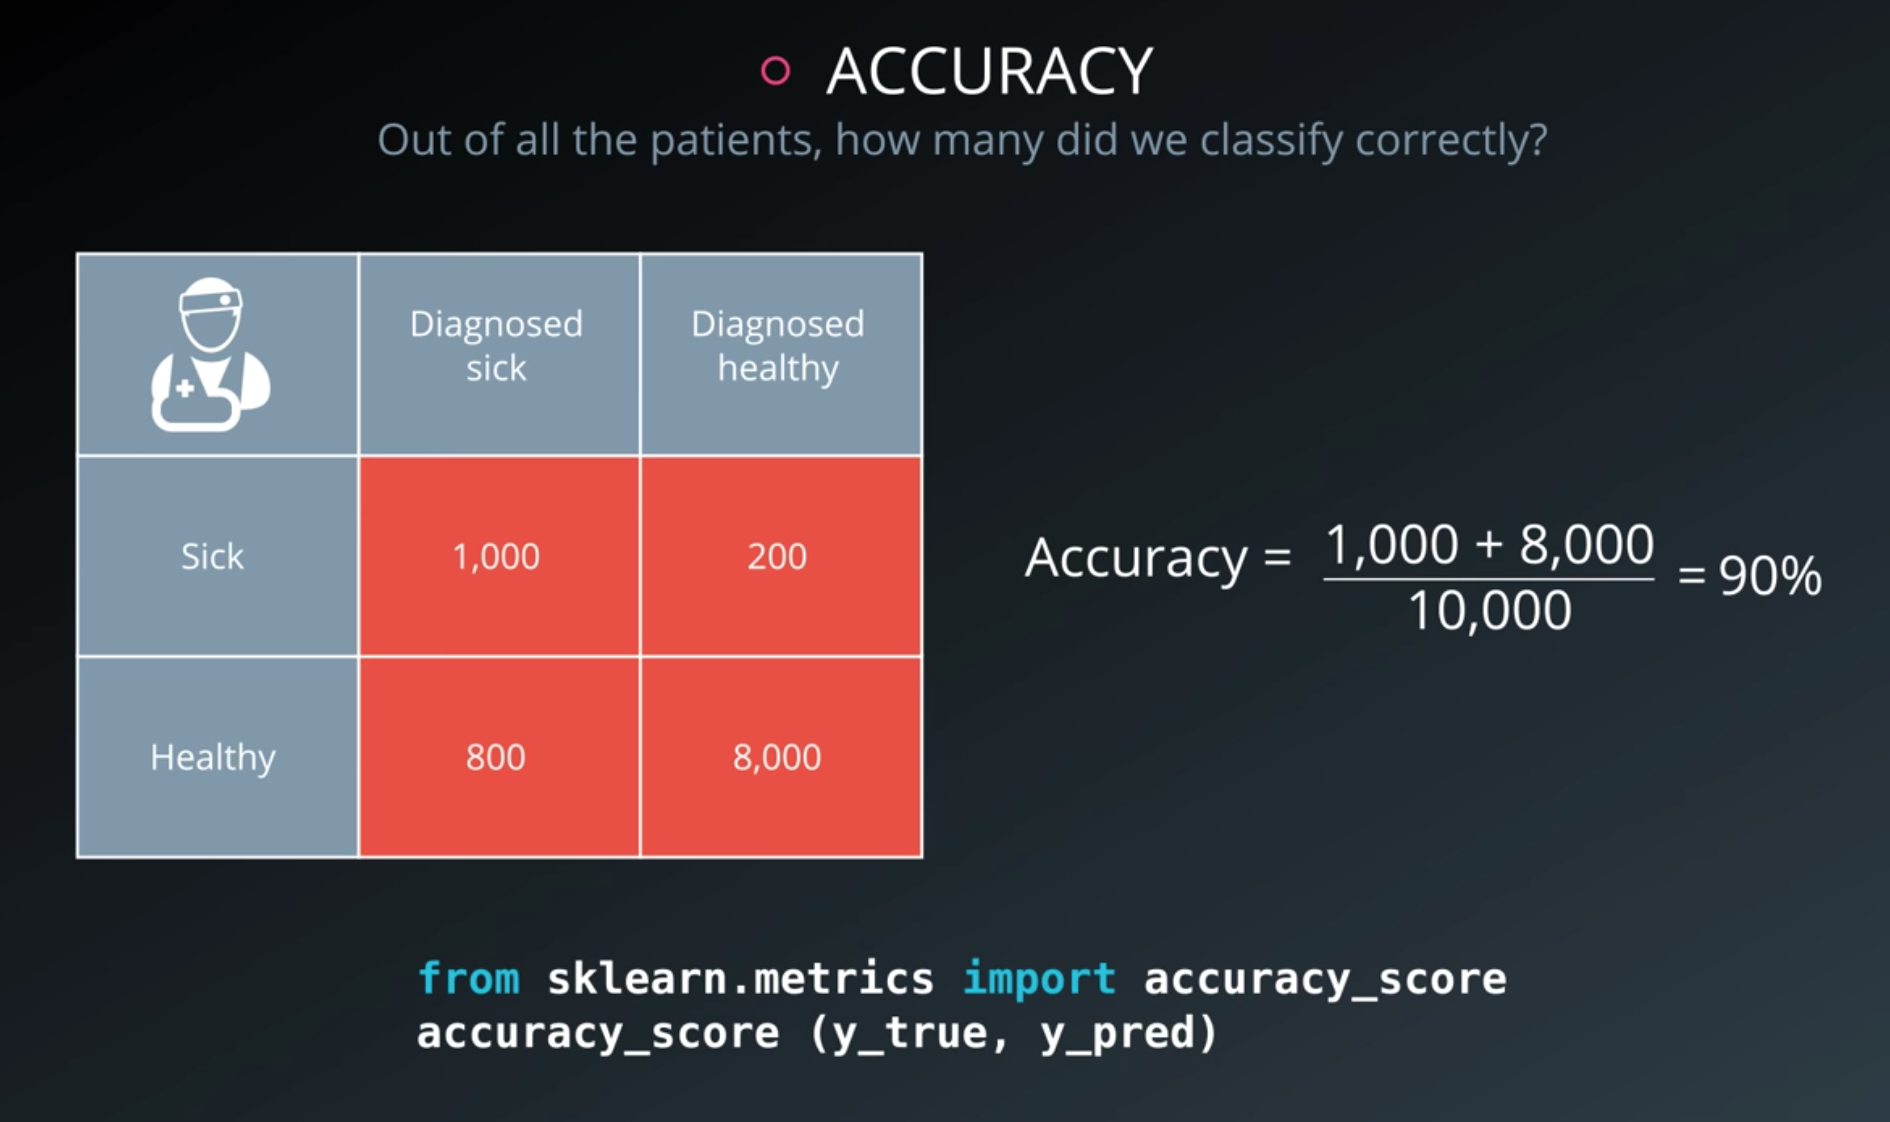 ACCURACY
Out of all the patients, how many did we classify correctly?
Diagnosed
sick
Diagnosed
healthy
Sick
1,000
200
Healthy
800
8,000
Accuracy = 1,000 + 8,000
10,000
= 90%
from sklearn.metrics import accuracy_score
accuracy_score (y_true, y_pred)